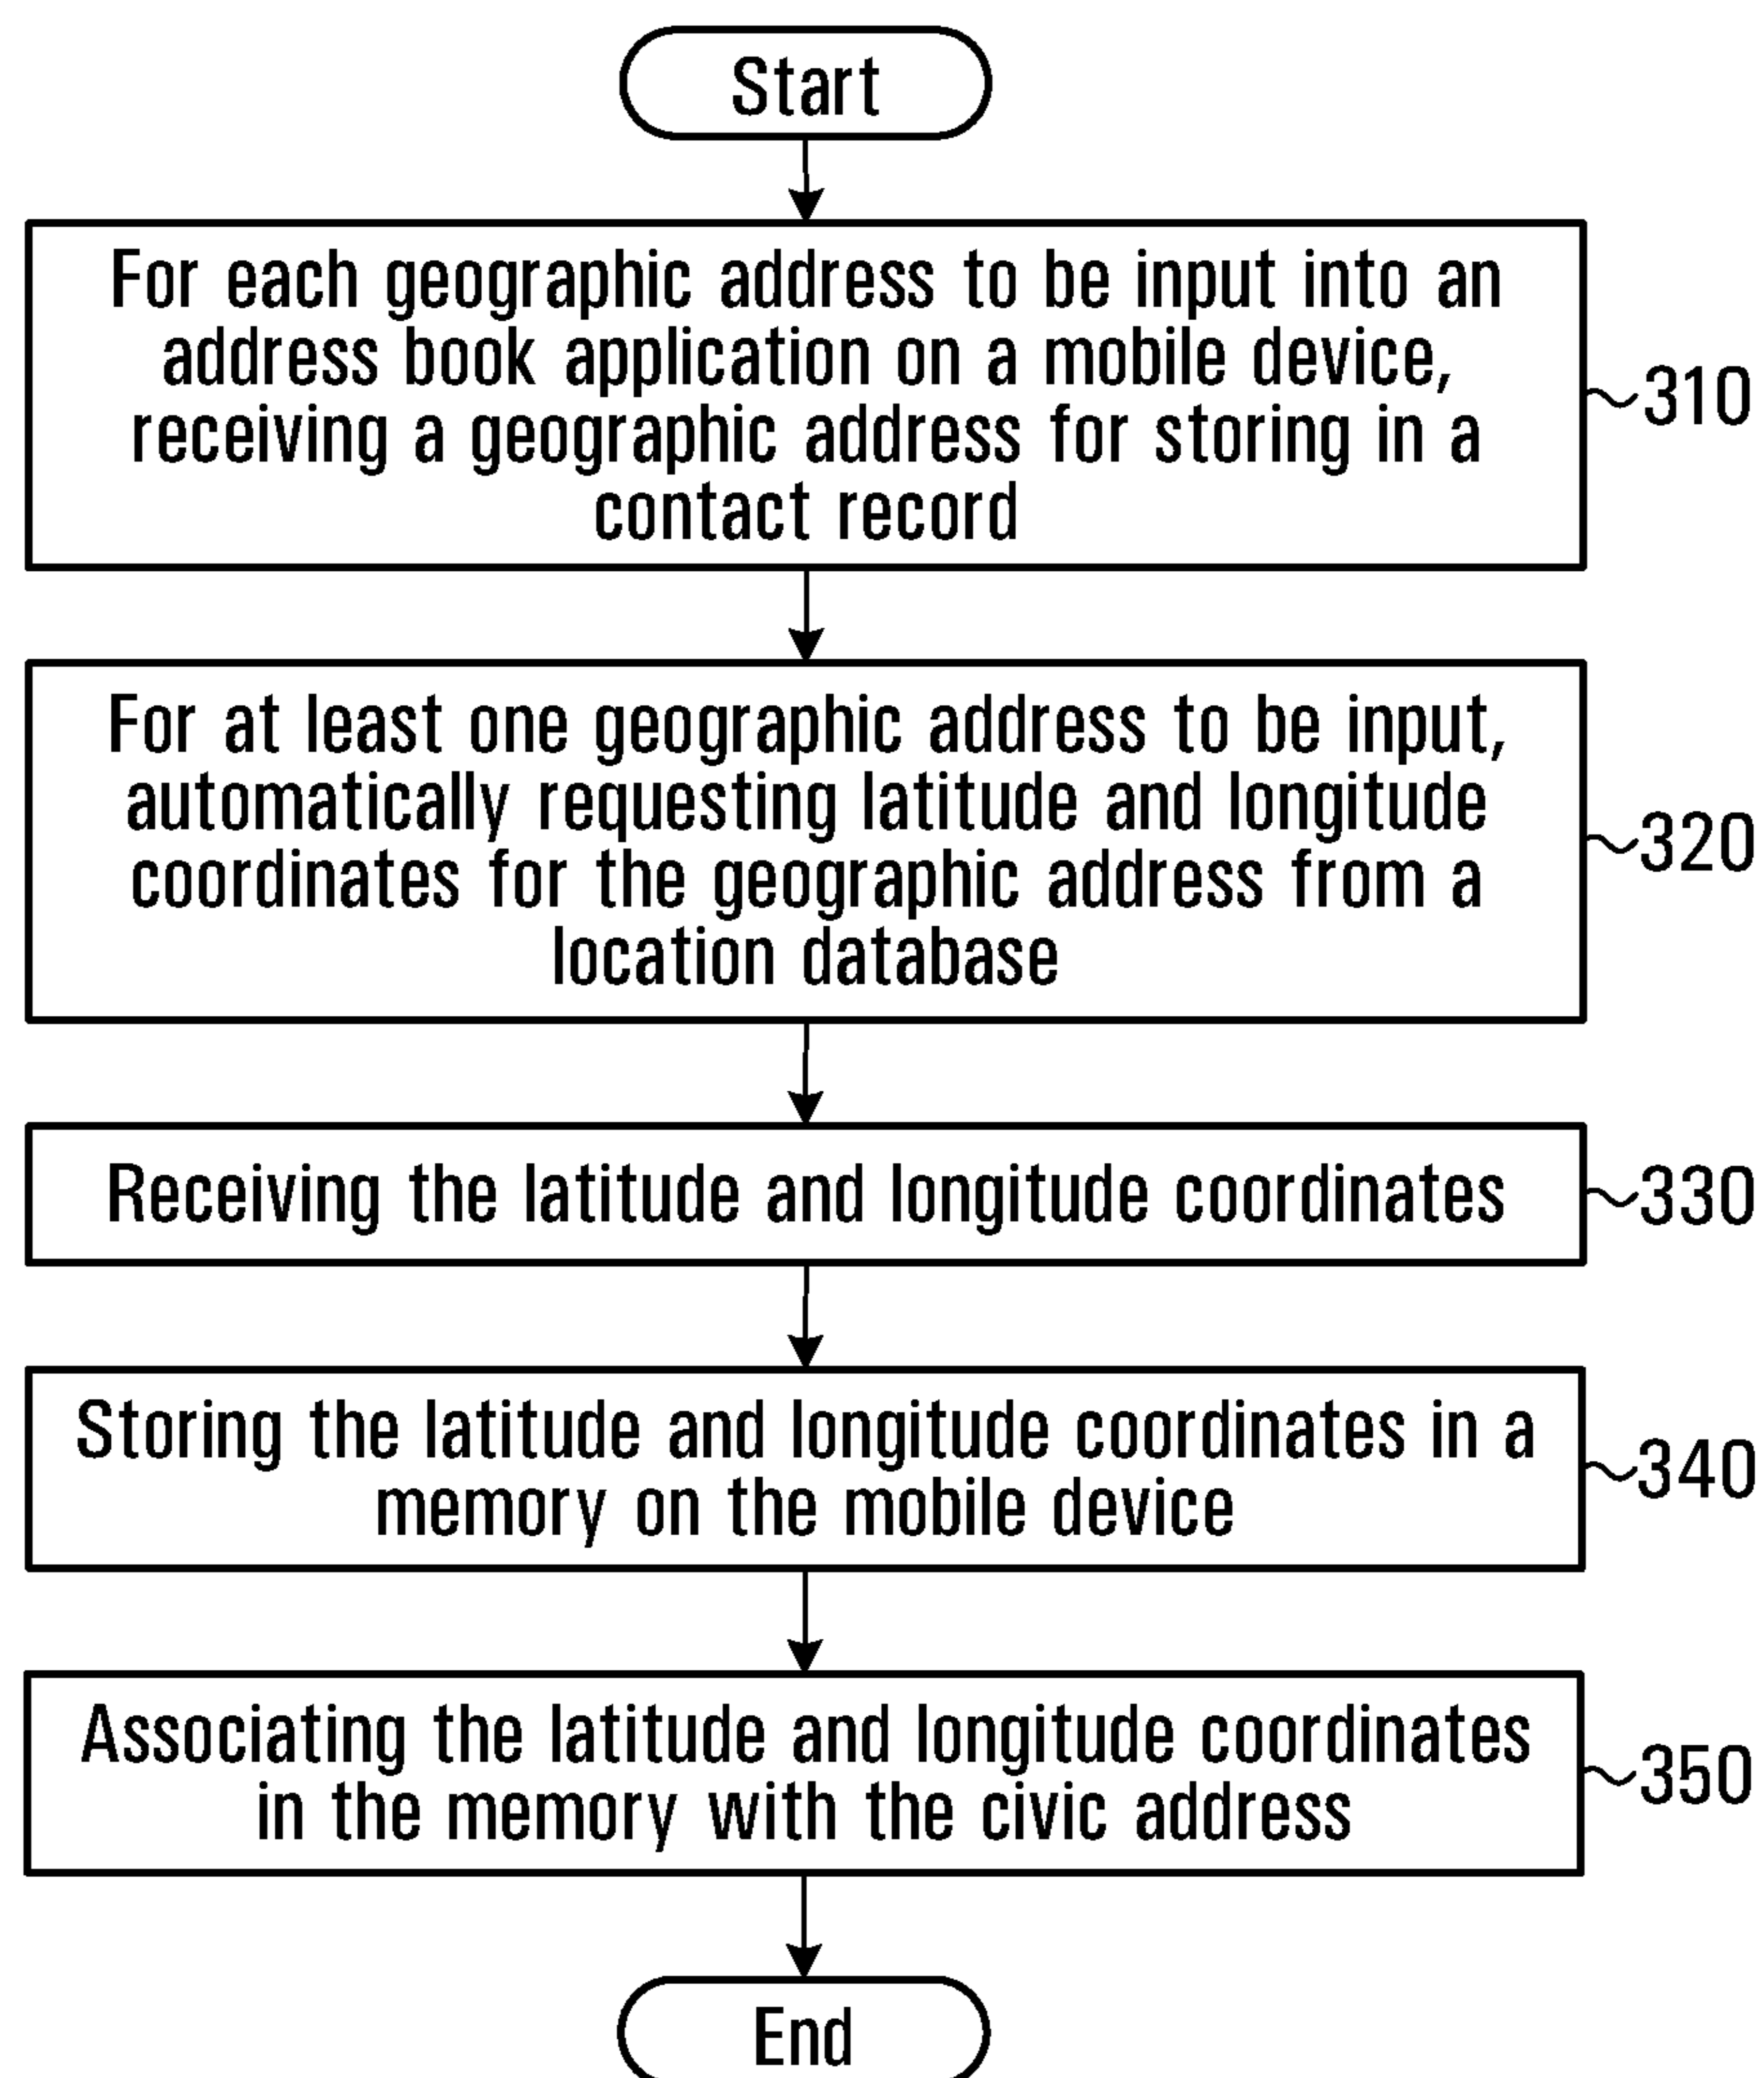 Start
For each geographic address to be input into an
address book application on a mobile device,
receiving a geographic address for storing in a
contact record
310
For at least one geographic address to be input,
automatically requesting latitude and longitude
coordinates for the geographic address from a
location database
320
Receiving the latitude and longitude coordinates
330
Storing the latitude and longitude coordinates in a
memory on the mobile device
340
Associating the latitude and longitude coordinates
in the memory with the civic address
350
End